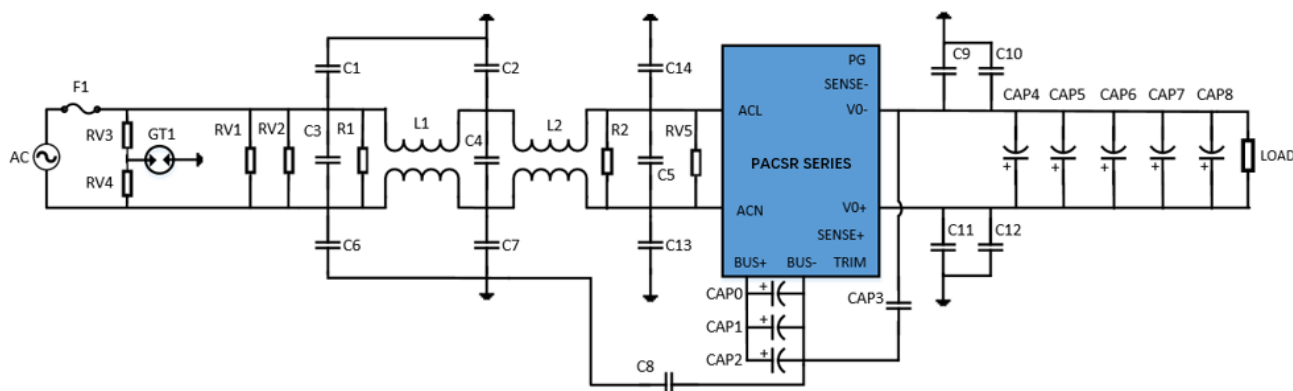 C1
C2
C14
C9
C10
PG
SENSE-
F1
CAP4
CAP5
CAP6
CAP7
CAP8
ACL
V0-
RV3
GT1
RV1
RV2
C3
R1
L1
C4
L2
R2
RV5
AC
PACSR SERIES
LOAD
RV4
C5
+
+
+
+
+
ACN
V0+
C6
C7
C13
SENSE+
C11
C12
BUS+
BUS-
TRIM
CAP0
+
CAP3
CAP1
+
CAP2
+
C8